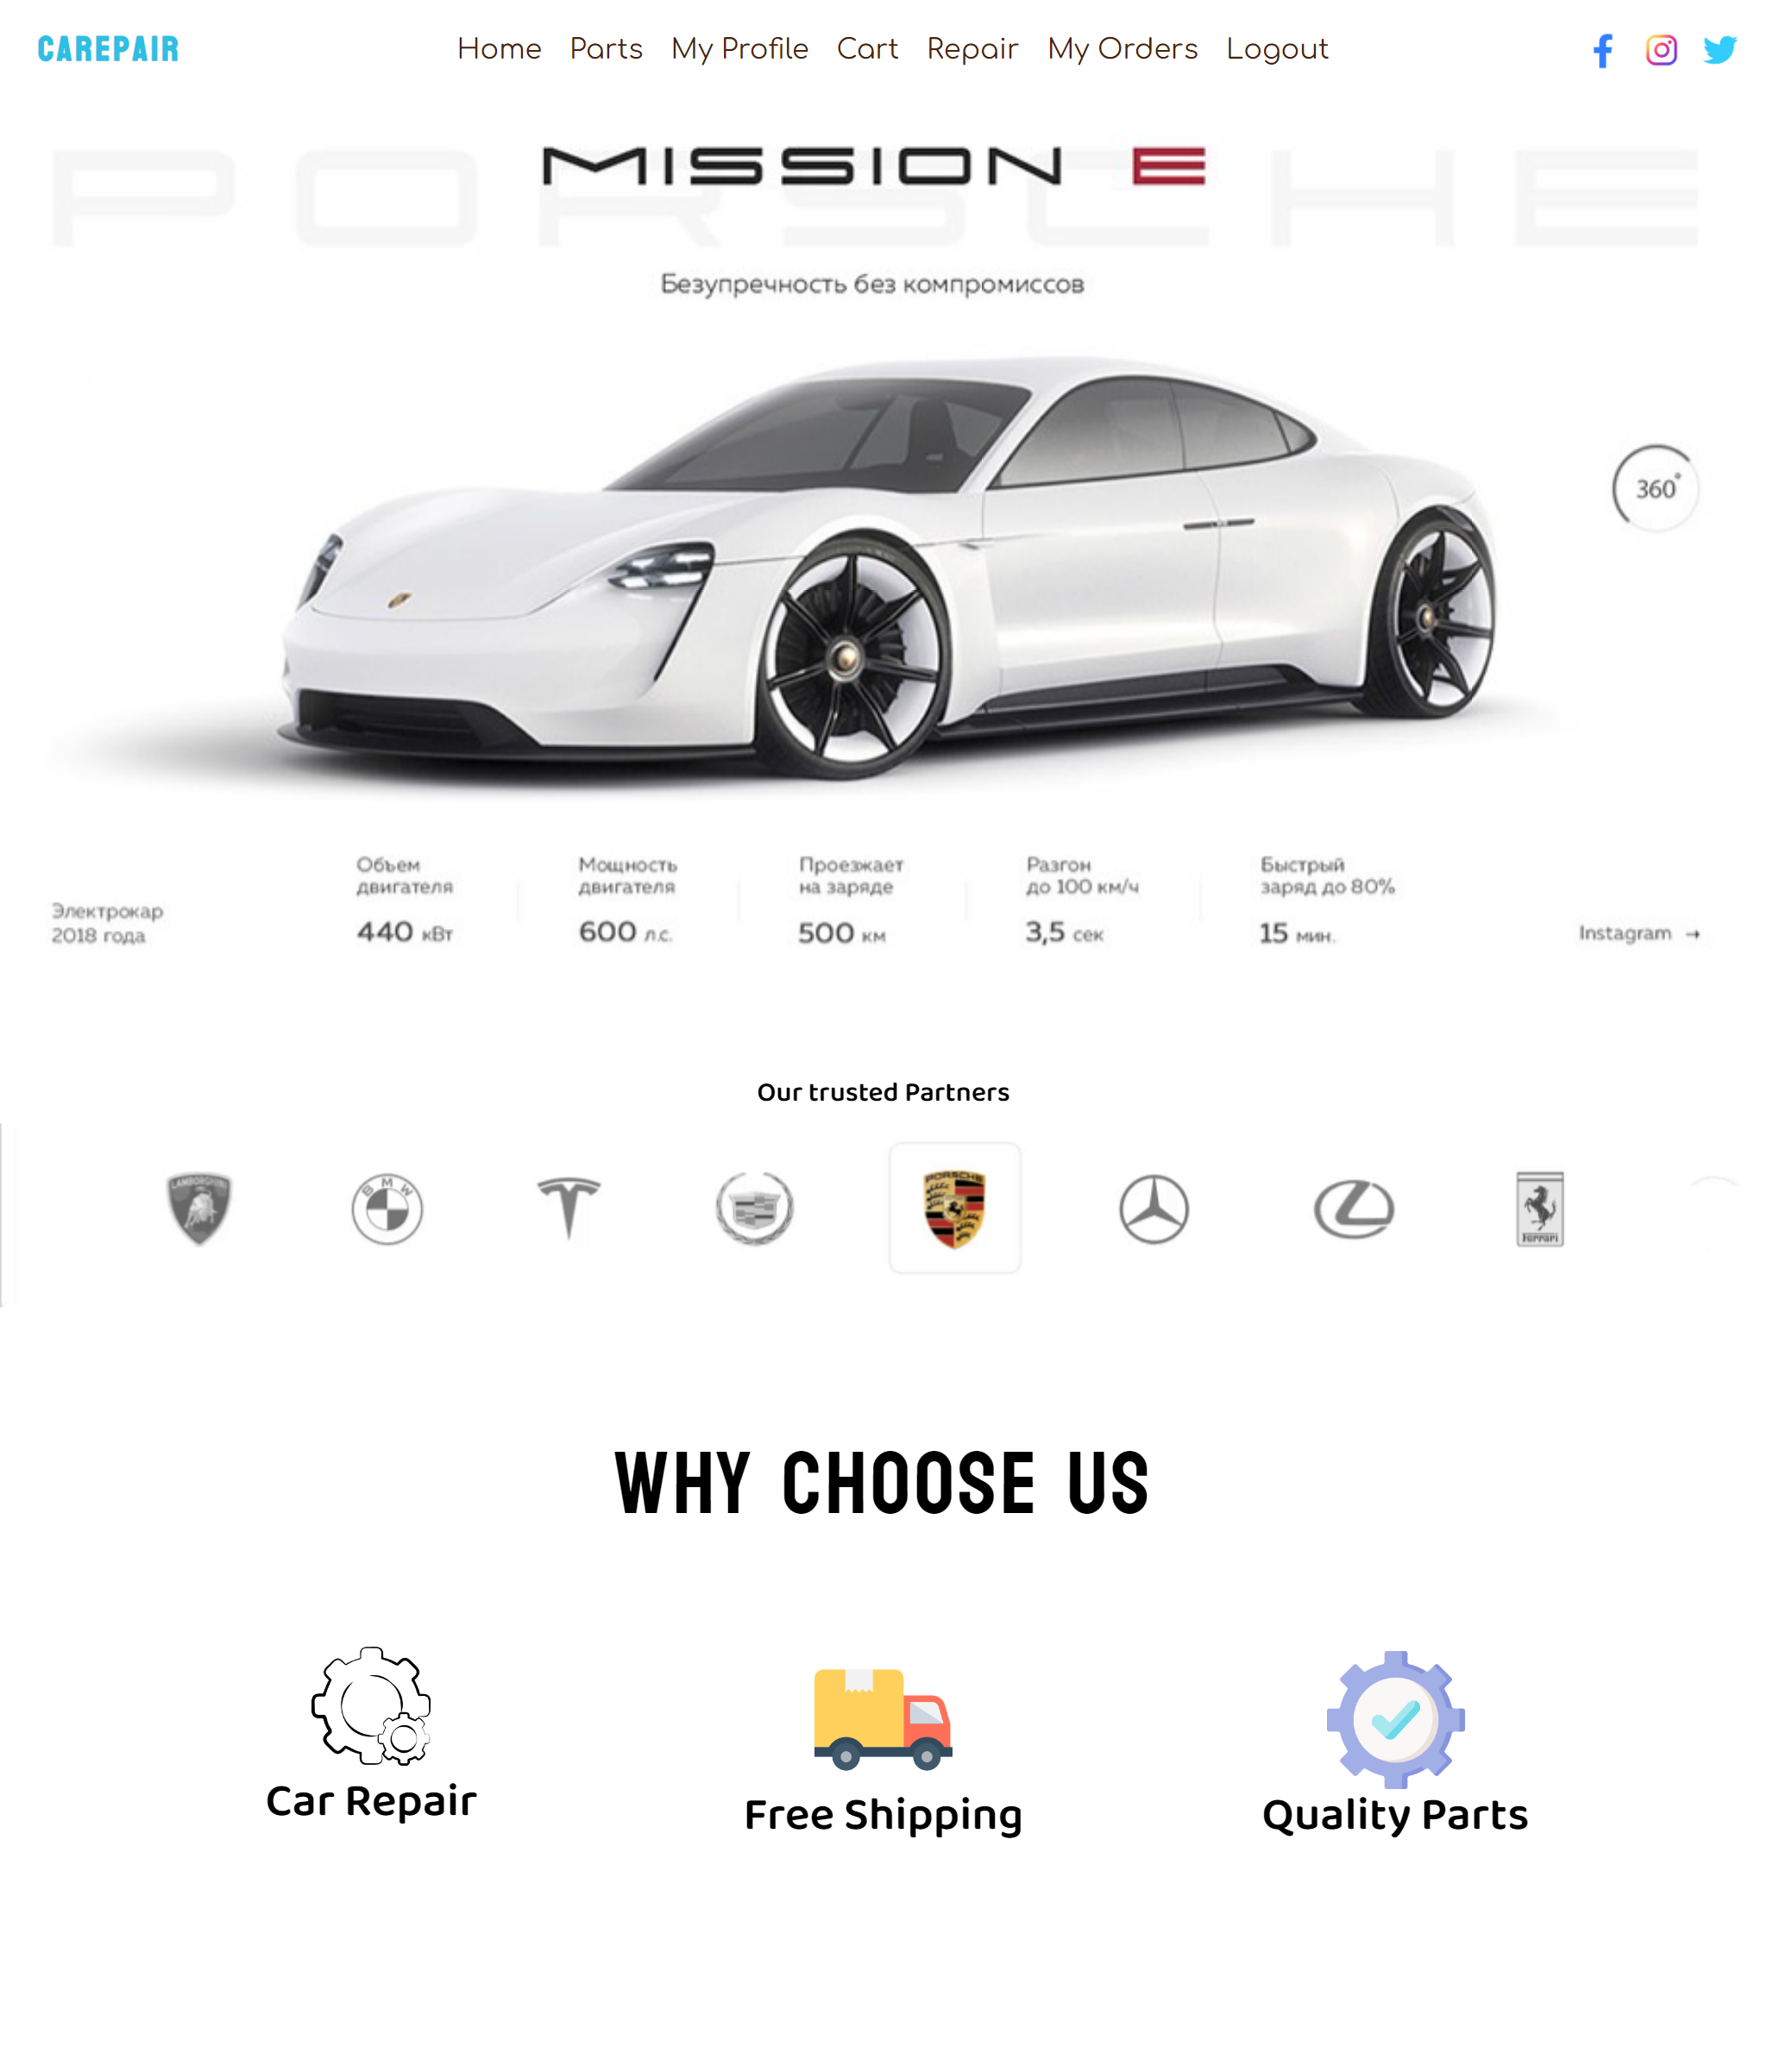 CAREPAIR
Home Parts My Profile Cart Repair My Orders Logout
PORSCHE
MISSION E
Безупречность без компромиссов
360°
Объем
двигателя
440 кВт
Мощность
двигателя
600 л.с.
Проезжает
на заряде
500 км
Разгон
до 100 км/ч
3,5 сек
Быстрый
заряд до 80%
15 мин.
Электрокар
2018 года
Instagram →
Our trusted Partners
LAMBORGHINI
BMW
PORSCHE
Ferrari
WHY CHOOSE US
Car Repair
Free Shipping
Quality Parts